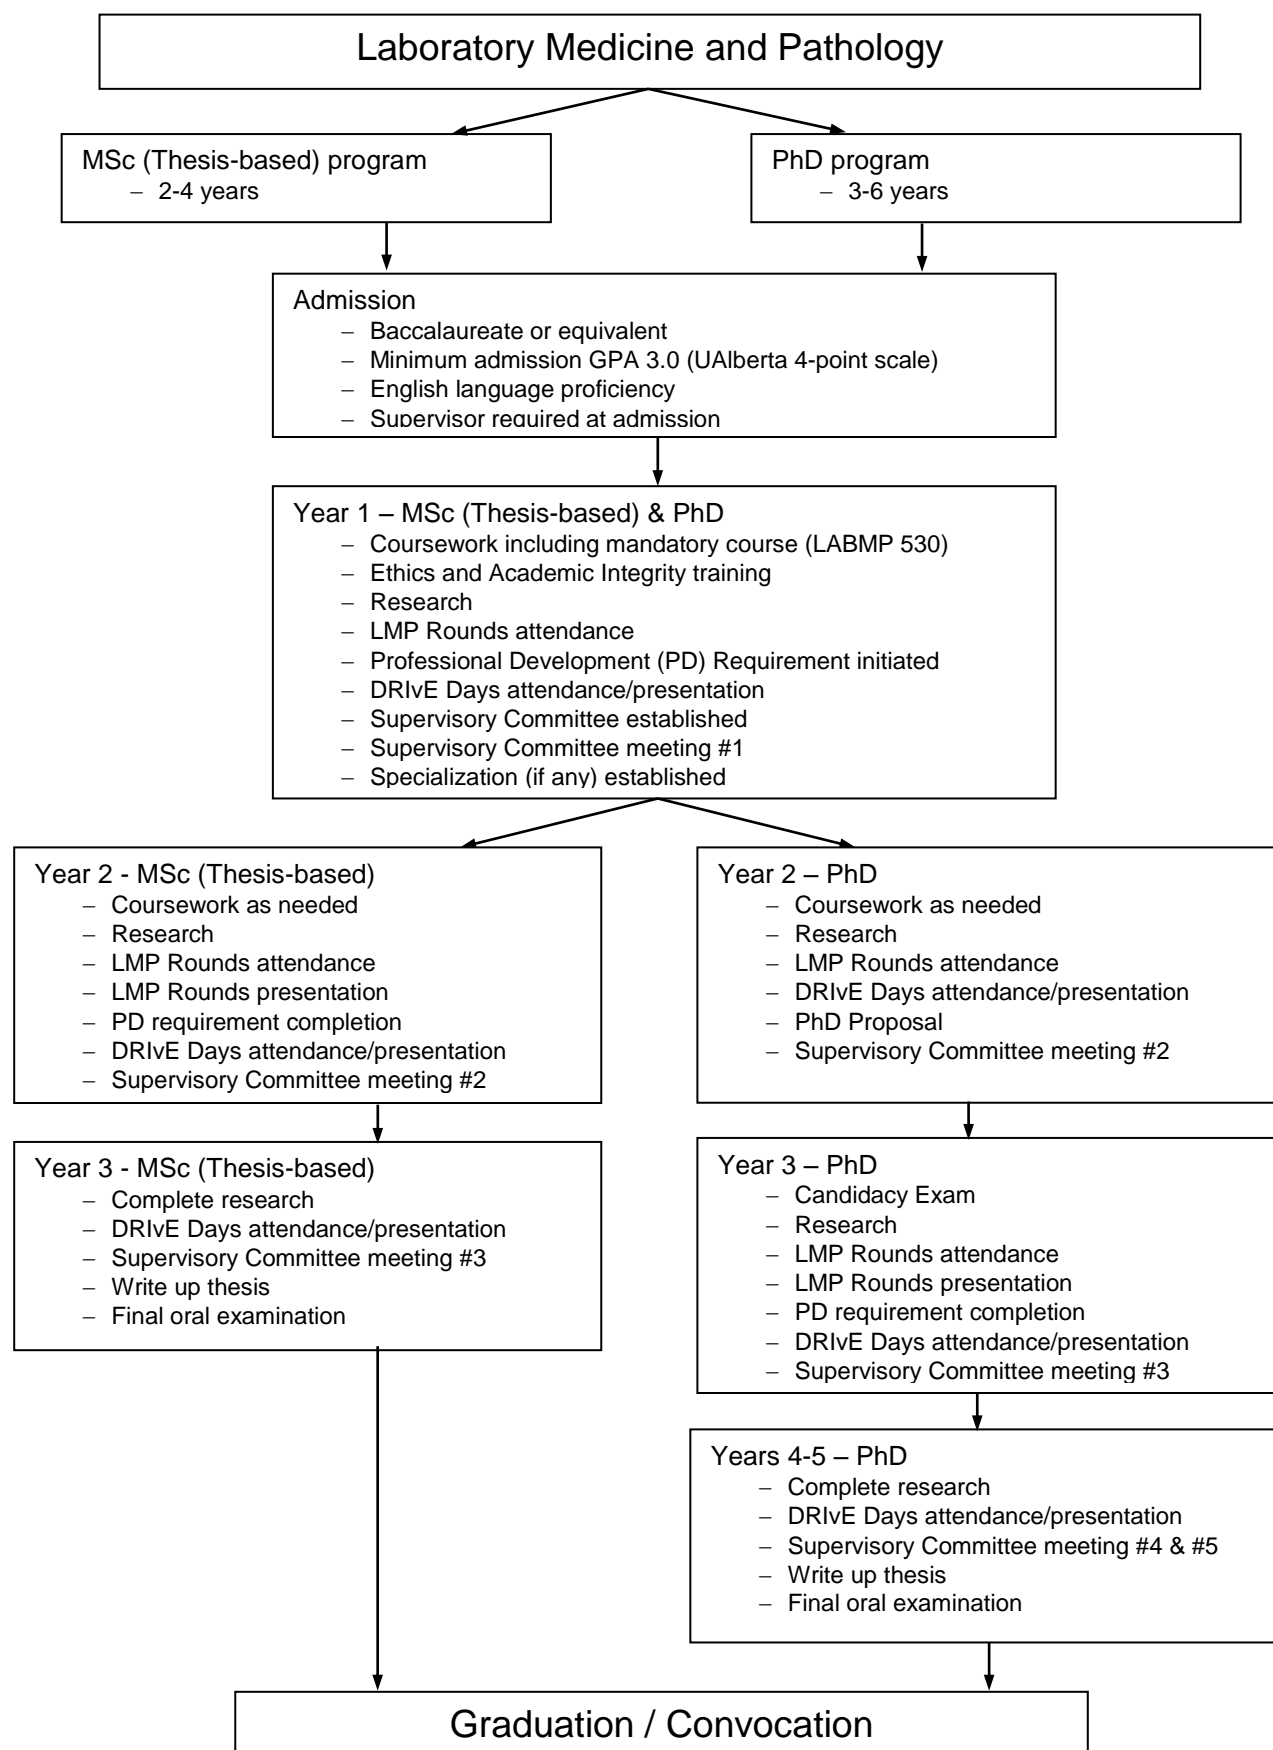 Laboratory Medicine and Pathology
MSc (Thesis-based) program
– 2-4 years
PhD program
– 3-6 years
Admission
– Baccalaureate or equivalent
– Minimum admission GPA 3.0 (UAlberta 4-point scale)
– English language proficiency
– Supervisor required at admission
Year 1 – MSc (Thesis-based) & PhD
– Coursework including mandatory course (LABMP 530)
– Ethics and Academic Integrity training
– Research
– LMP Rounds attendance
– Professional Development (PD) Requirement initiated
– DRIvE Days attendance/presentation
– Supervisory Committee established
– Supervisory Committee meeting #1
– Specialization (if any) established
Year 2 - MSc (Thesis-based)
– Coursework as needed
– Research
– LMP Rounds attendance
– LMP Rounds presentation
– PD requirement completion
– DRIvE Days attendance/presentation
– Supervisory Committee meeting #2
Year 2 – PhD
– Coursework as needed
– Research
– LMP Rounds attendance
– DRIvE Days attendance/presentation
– PhD Proposal
– Supervisory Committee meeting #2
Year 3 - MSc (Thesis-based)
– Complete research
– DRIvE Days attendance/presentation
– Supervisory Committee meeting #3
– Write up thesis
– Final oral examination
Year 3 – PhD
– Candidacy Exam
– Research
– LMP Rounds attendance
– LMP Rounds presentation
– PD requirement completion
– DRIvE Days attendance/presentation
– Supervisory Committee meeting #3
Years 4-5 – PhD
– Complete research
– DRIvE Days attendance/presentation
– Supervisory Committee meeting #4 & #5
– Write up thesis
– Final oral examination
Graduation / Convocation